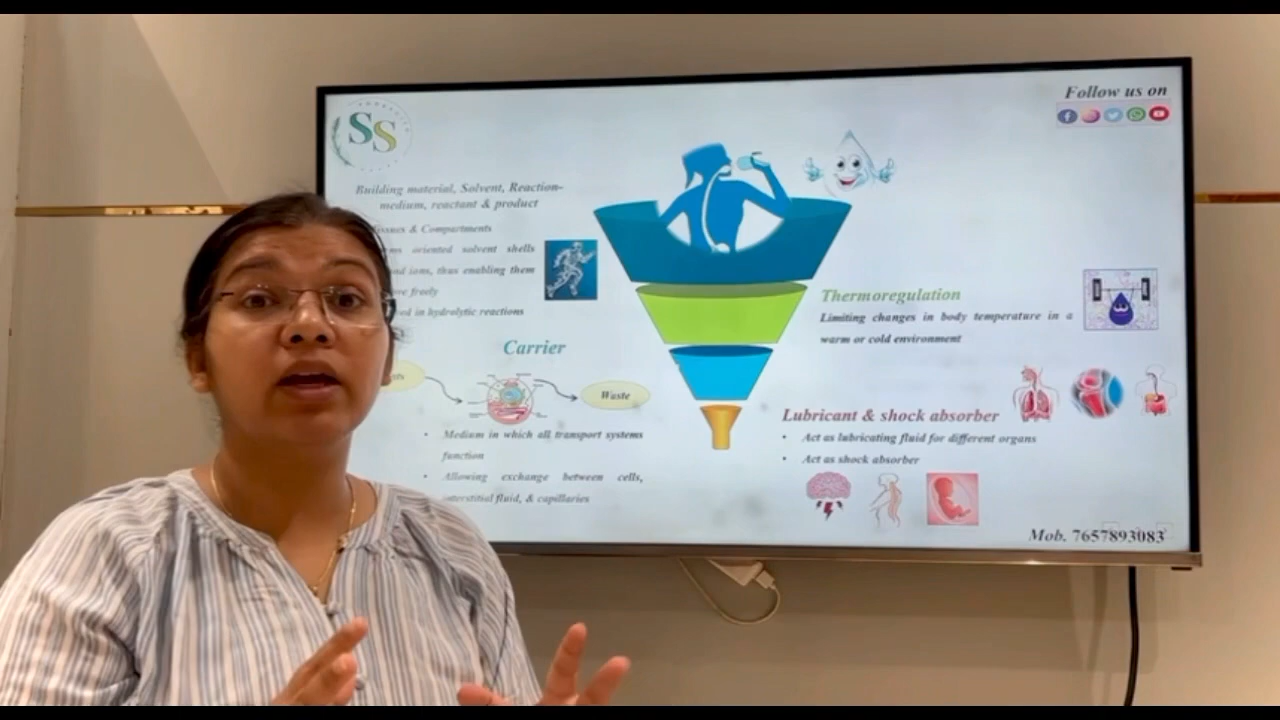 Follow us on
SS
Building material, Solvent, Reaction-
medium, reactant & product
& Compartments
oriented solvent shells
ions, thus enabling them
freely
in hydrolytic reactions
Carrier
Waste
• Medium in which all transport systems
function
• Allowing exchange between cells,
interstitial fluid, & capillaries
Thermoregulation
Limiting changes in body temperature in a
warm or cold environment
Lubricant & shock absorber
• Act as lubricating fluid for different organs
• Act as shock absorber
Mob. 7657893083